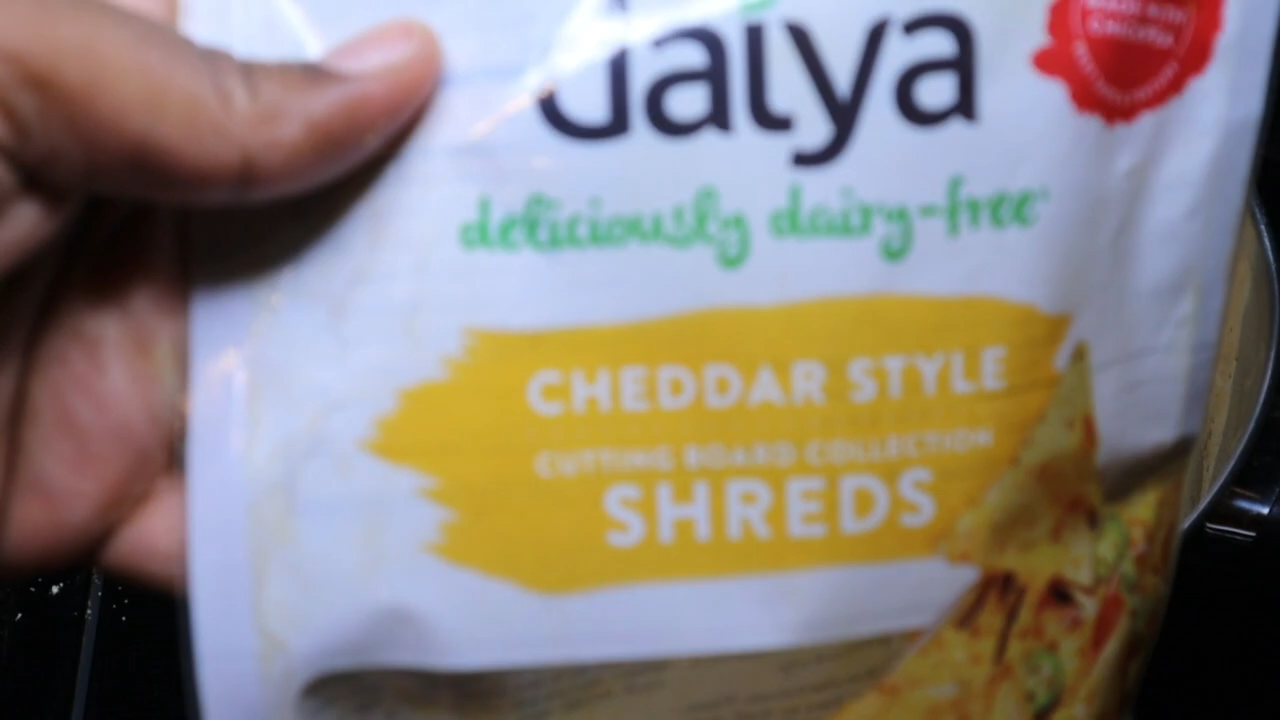 daiya
deliciously dairy-free
CHEDDAR STYLE
CUTTING BOARD COLLECTION
SHREDS